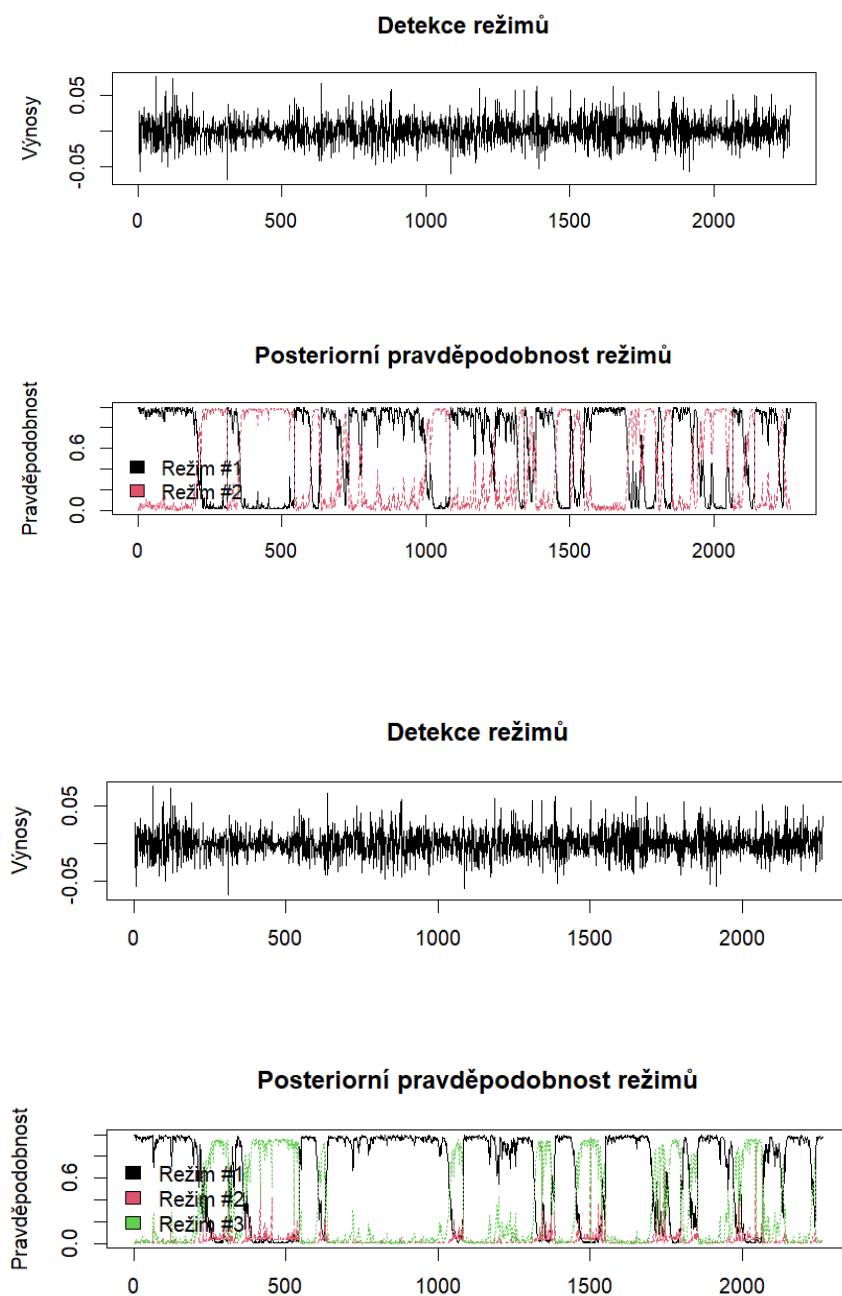 Detekce režimů
Výnosy
0.05
-0.05
0 500 1000 1500 2000
Posteriorní pravděpodobnost režimů
Pravděpodobnost
0.6
0.0
Režim #1
Režim #2
0 500 1000 1500 2000
Detekce režimů
Výnosy
0.05
-0.05
0 500 1000 1500 2000
Posteriorní pravděpodobnost režimů
Pravděpodobnost
0.6
0.0
Režim #1
Režim #2
Režim #3
0 500 1000 1500 2000